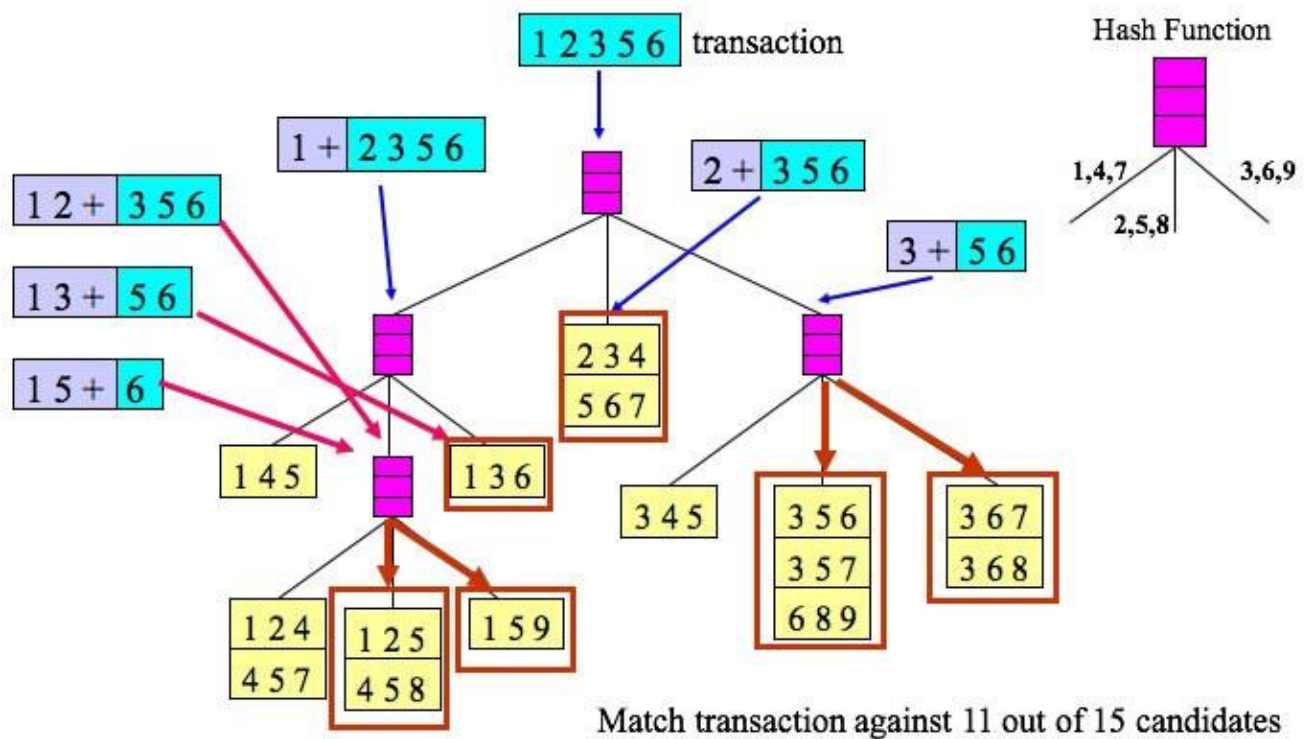 1 2 3 5 6 transaction
Hash Function
1 + 2 3 5 6
2 + 3 5 6
1,4,7
3,6,9
2,5,8
1 2 + 3 5 6
3 + 5 6
1 3 + 5 6
1 5 + 6
2 3 4
5 6 7
1 4 5
1 3 6
3 4 5
3 5 6
3 5 7
6 8 9
3 6 7
3 6 8
1 2 4
4 5 7
1 2 5
4 5 8
1 5 9
Match transaction against 11 out of 15 candidates